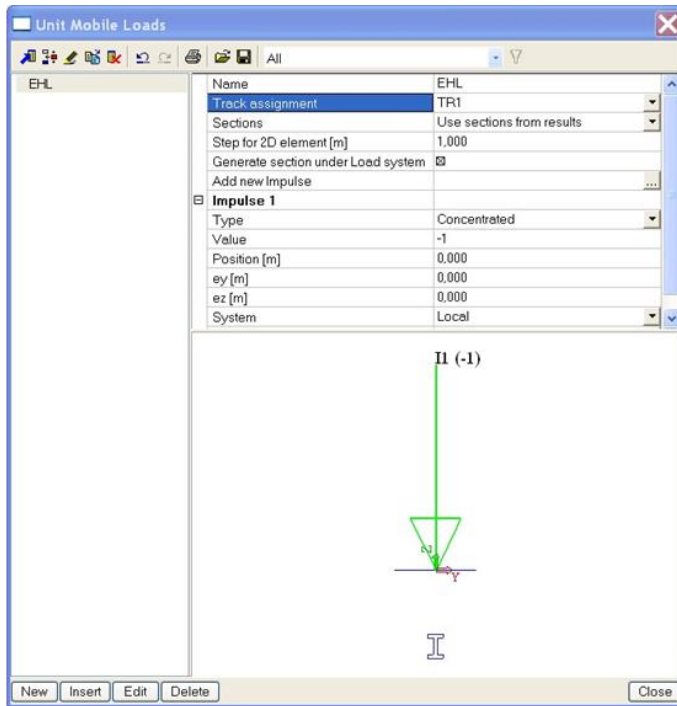 Unit Mobile Loads
All
EHL
Name EHL
Track assignment TR1
Sections Use sections from results
Step for 2D element [m] 1,000
Generate section under Load system
Add new Impulse ...
Impulse 1
Type Concentrated
Value -1
Position [m] 0,000
ey [m] 0,000
ez [m] 0,000
System Local
I1 (-1)
Z
Y
New Insert Edit Delete Close